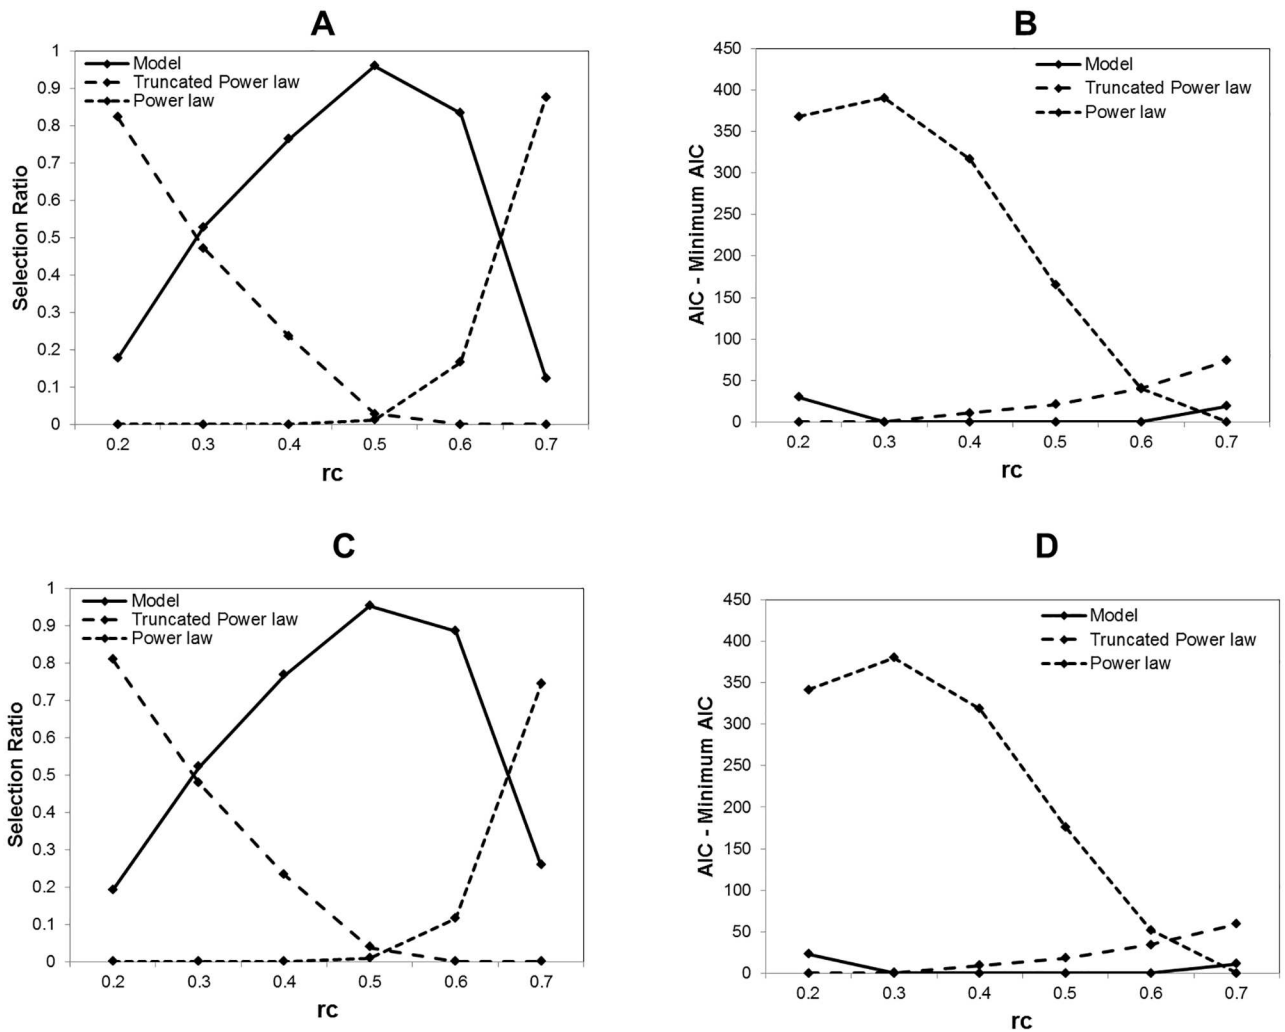 A
Model
Truncated Power law
Power law
1
0.9
0.8
0.7
0.6
0.5
0.4
0.3
0.2
0.1
0
Selection Ratio
0.2 0.3 0.4 0.5 0.6 0.7
rc
B
Model
Truncated Power law
Power law
450
400
350
300
250
200
150
100
50
0
AIC - Minimum AIC
0.2 0.3 0.4 0.5 0.6 0.7
rc
C
Model
Truncated Power law
Power law
1
0.9
0.8
0.7
0.6
0.5
0.4
0.3
0.2
0.1
0
Selection Ratio
0.2 0.3 0.4 0.5 0.6 0.7
rc
D
Model
Truncated Power law
Power law
450
400
350
300
250
200
150
100
50
0
AIC - Minimum AIC
0.2 0.3 0.4 0.5 0.6 0.7
rc